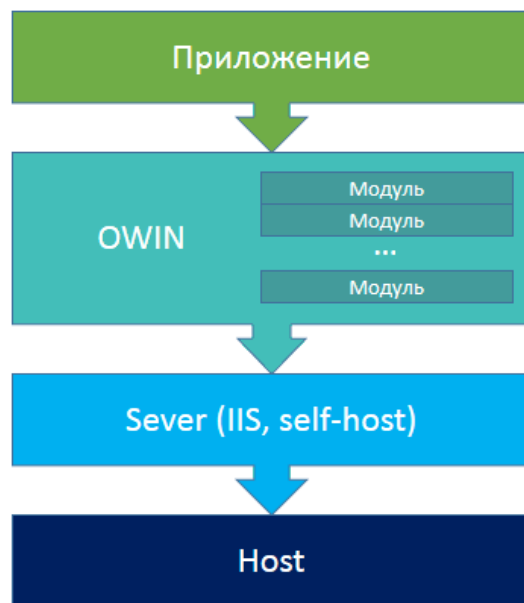 Приложение
OWIN
Модуль
Модуль
...
Модуль
Sever (IIS, self-host)
Host